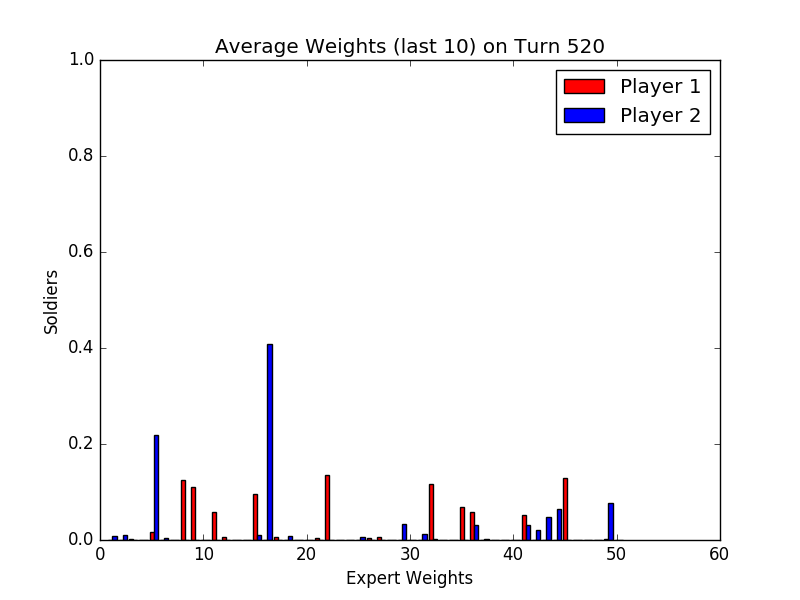 Average Weights (last 10) on Turn 520
1.0
0.8
0.6
0.4
0.2
0.0
Soldiers
Player 1
Player 2
0 10 20 30 40 50 60
Expert Weights